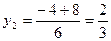 y₂ = (−4+8)/6 = 2/3